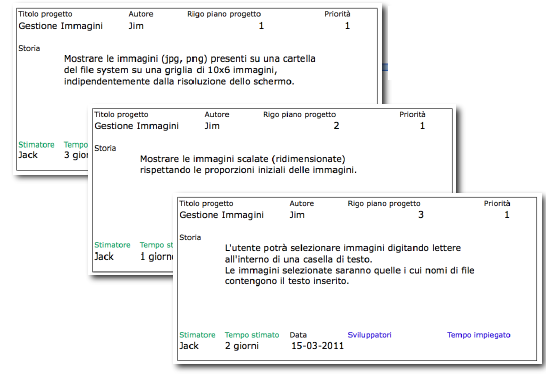 Titolo progetto Autore Rigo piano progetto Priorità
Gestione Immagini Jim 1 1
Storia
Mostrare le immagini (jpg, png) presenti su una cartella
del file system su una griglia di 10x6 immagini,
indipendentemente dalla risoluzione dello schermo.
Stimatore Tempo
Jack 3 gior
Titolo progetto Autore Rigo piano progetto Priorità
Gestione Immagini Jim 2 1
Storia
Mostrare le immagini scalate (ridimensionate)
rispettando le proporzioni iniziali delle immagini.
Stimatore Tempo stim
Jack 1 giorn
Titolo progetto Autore Rigo piano progetto Priorità
Gestione Immagini Jim 3 1
Storia
L'utente potrà selezionare immagini digitando lettere
all'interno di una casella di testo.
Le immagini selezionate saranno quelle i cui nomi di file
contengono il testo inserito.
Stimatore Tempo stimato Data Sviluppatori Tempo impiegato
Jack 2 giorni 15-03-2011